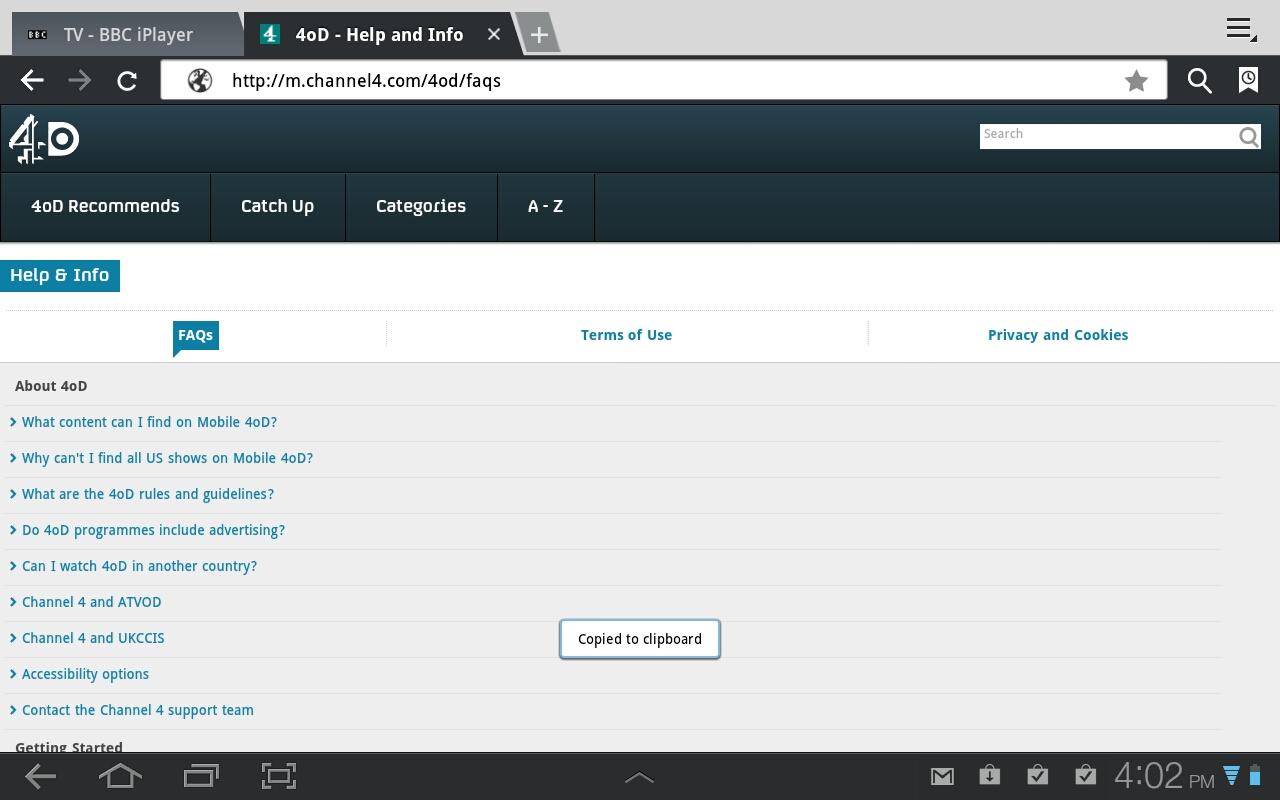 BBC TV - BBC iPlayer
4 4oD - Help and Info
http://m.channel4.com/4od/faqs
4oD
Search
4oD Recommends
Catch Up
Categories
A - Z
Help & Info
FAQs
Terms of Use
Privacy and Cookies
About 4oD
What content can I find on Mobile 4oD?
Why can't I find all US shows on Mobile 4oD?
What are the 4oD rules and guidelines?
Do 4oD programmes include advertising?
Can I watch 4oD in another country?
Channel 4 and ATVOD
Channel 4 and UKCCIS
Copied to clipboard
Accessibility options
Contact the Channel 4 support team
Getting Started
4:02 PM